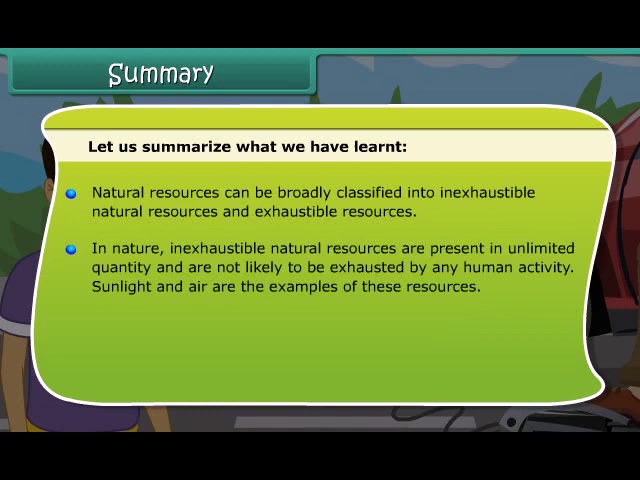 Summary
Let us summarize what we have learnt:
Natural resources can be broadly classified into inexhaustible
natural resources and exhaustible resources.
In nature, inexhaustible natural resources are present in unlimited
quantity and are not likely to be exhausted by any human activity.
Sunlight and air are the examples of these resources.